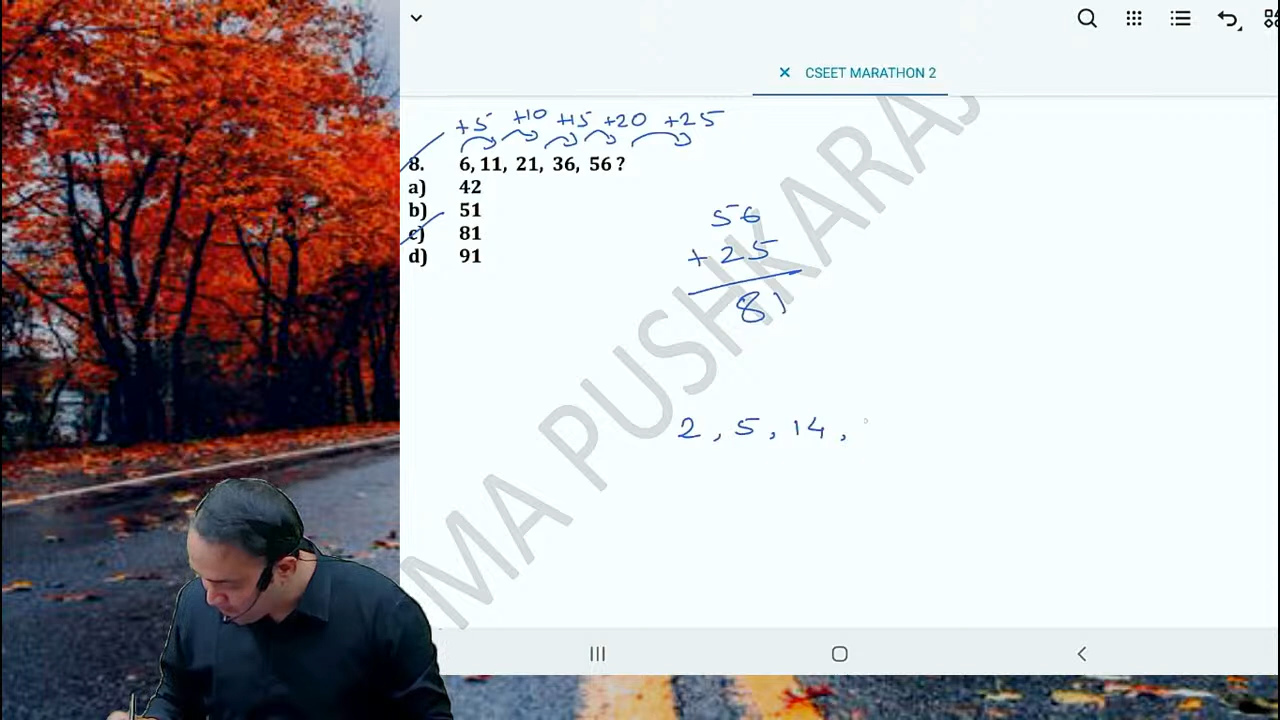 × CSEET MARATHON 2
+5 +10 +15 +20 +25
8. 6, 11, 21, 36, 56 ?
a) 42
b) 51
c) 81
d) 91
56
+ 25
81
2 , 5 , 14 ,
MA PUSHKARAJ